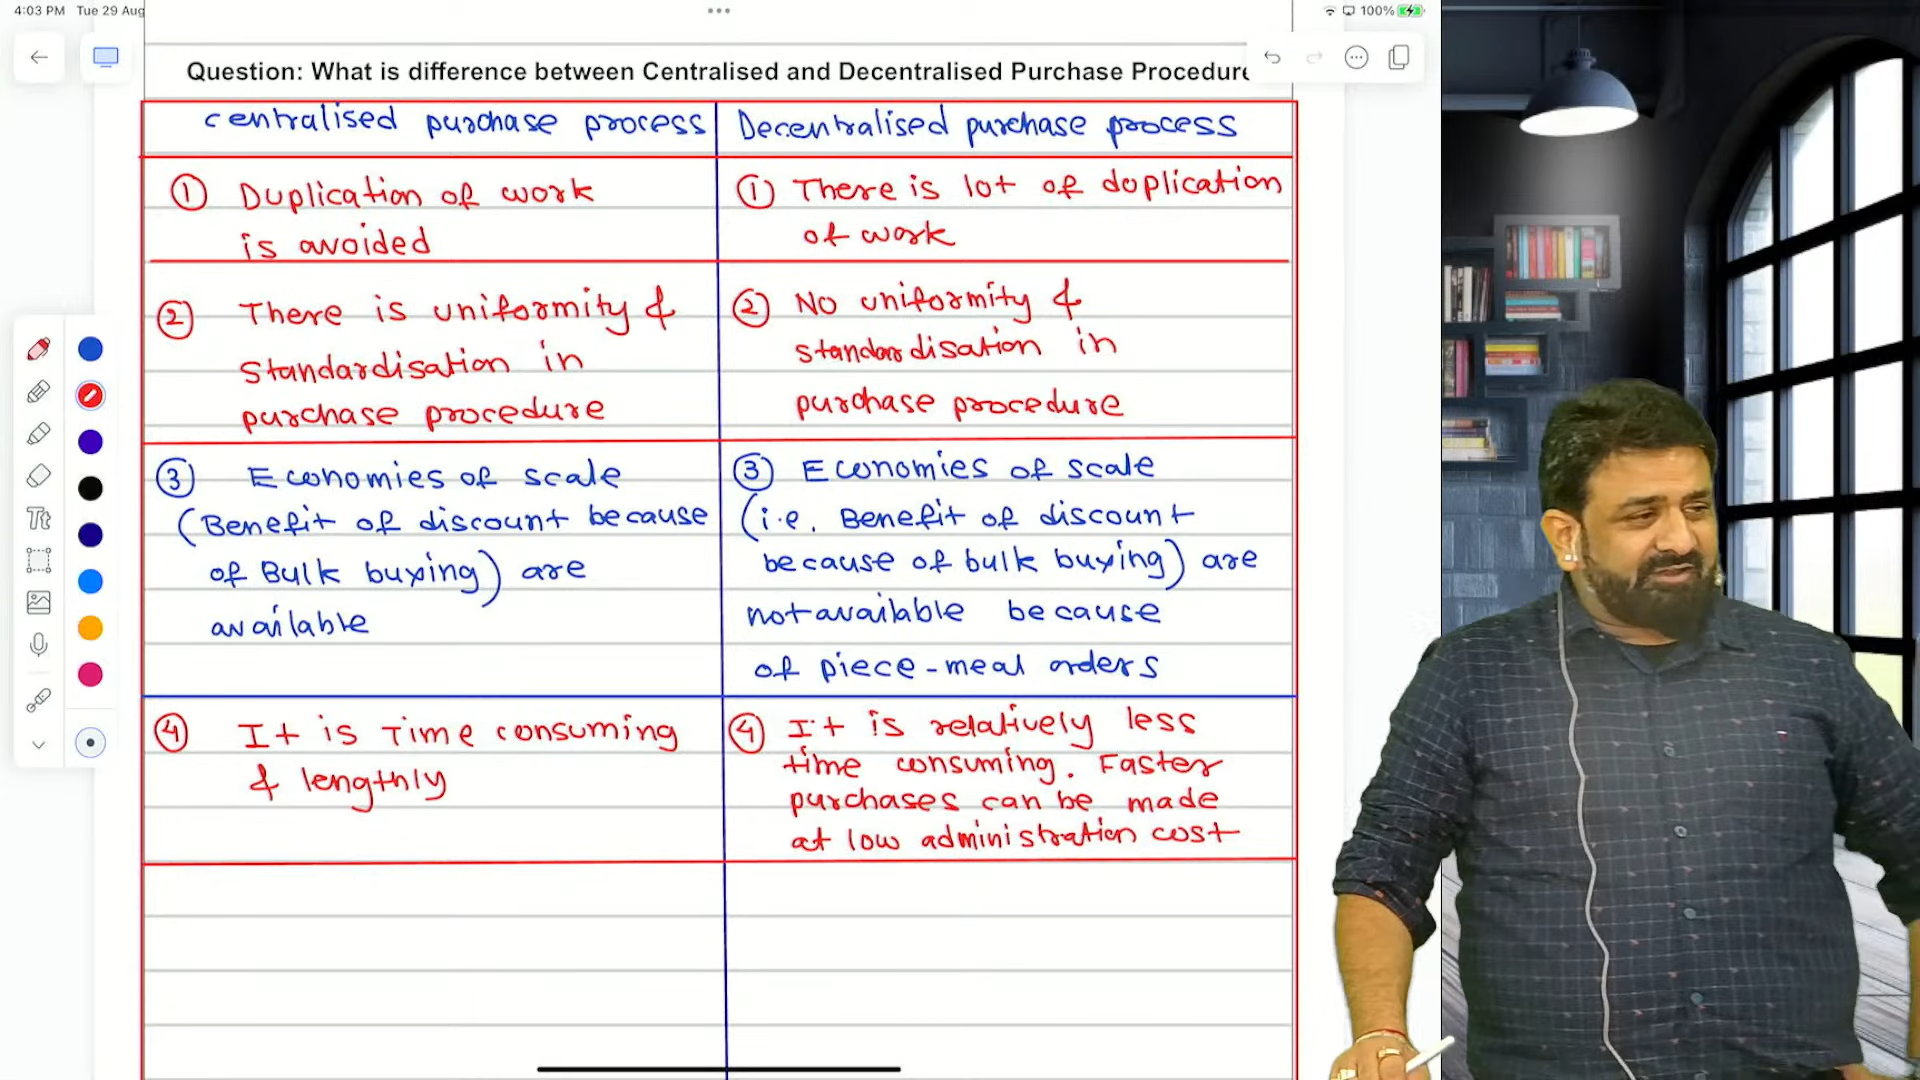 4:03 PM Tue 29 Aug
100%
Question: What is difference between Centralised and Decentralised Purchase Procedure
centralised purchase process
Decentralised purchase process
① Duplication of work
is avoided
① There is lot of duplication
of work
② There is uniformity &
standardisation in
purchase procedure
② No uniformity &
standardisation in
purchase procedure
③ Economies of scale
(Benefit of discount because
of Bulk buying) are
available
③ Economies of scale
(i.e. Benefit of discount
because of bulk buying) are
not available because
of piece-meal orders
④ It is Time consuming
& lengthly
④ It is relatively less
time consuming. Faster
purchases can be made
at low administration cost
Tt